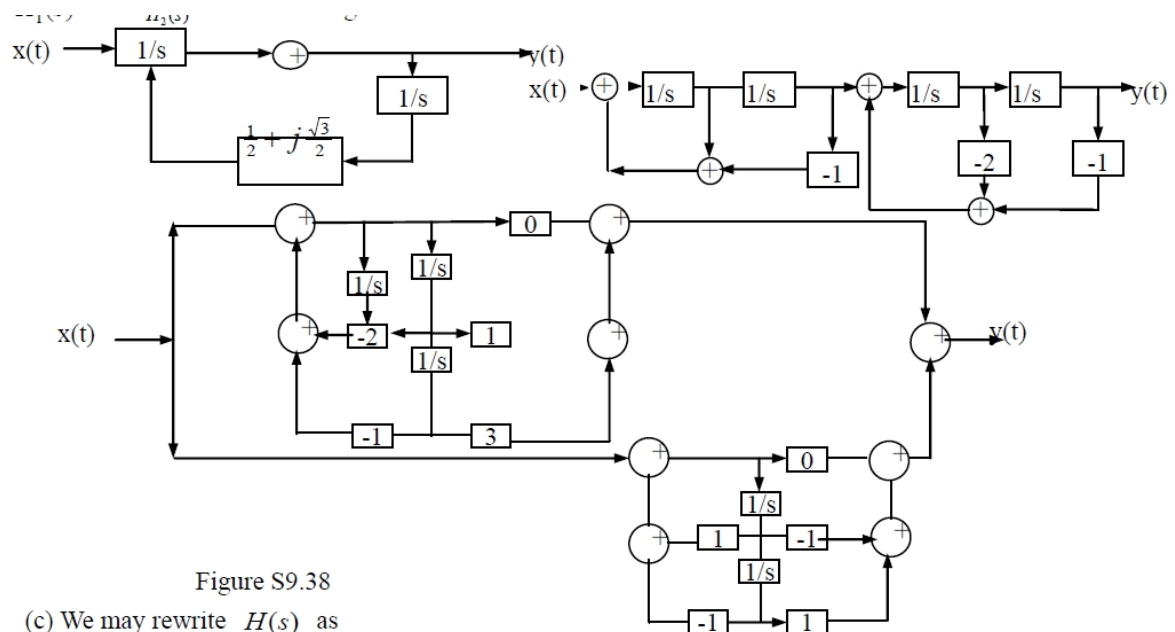 H₂(s)
x(t) 1/s + y(t)
1/s
1/2 + j √3/2
x(t) + 1/s 1/s + 1/s 1/s y(t)
-1 -2 -1
+ +
+ 0 +
1/s 1/s
x(t) + -2 1 + + y(t)
1/s
-1 3
+ 0 +
1/s
+ 1 -1 +
1/s
-1 1
Figure S9.38
(c) We may rewrite H(s) as